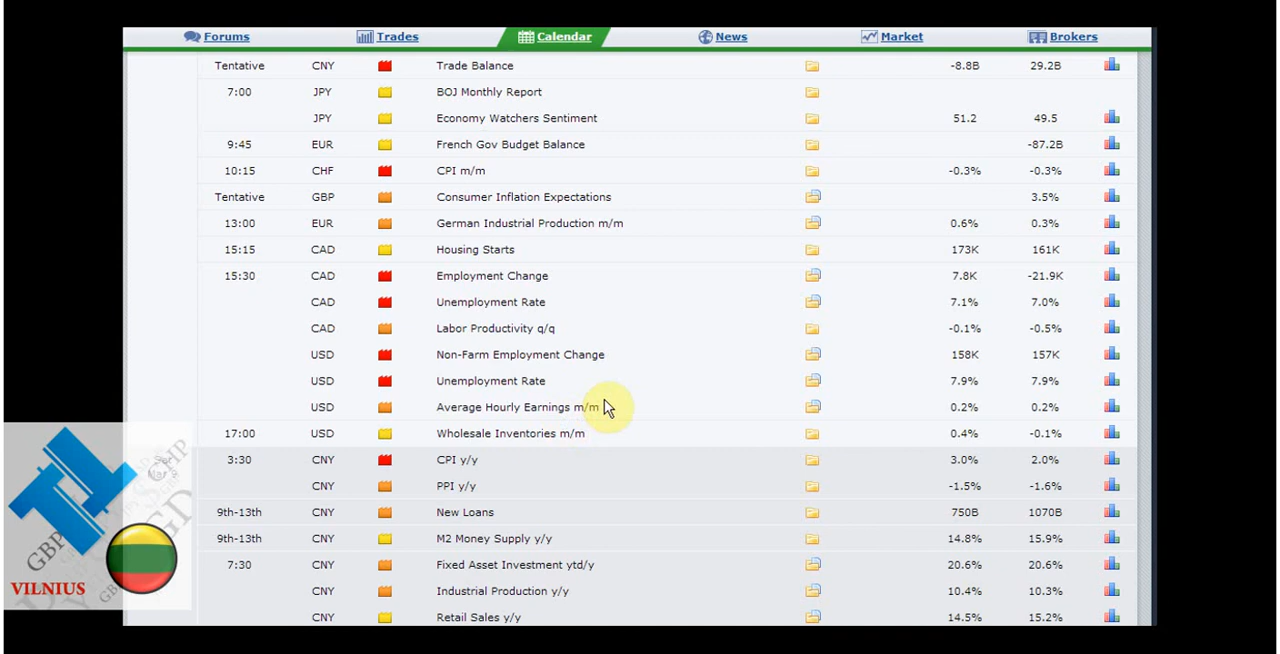 Forums Trades Calendar News Market Brokers
Tentative CNY Trade Balance -8.8B 29.2B
7:00 JPY BOJ Monthly Report
JPY Economy Watchers Sentiment 51.2 49.5
9:45 EUR French Gov Budget Balance -87.2B
10:15 CHF CPI m/m -0.3% -0.3%
Tentative GBP Consumer Inflation Expectations 3.5%
13:00 EUR German Industrial Production m/m 0.6% 0.3%
15:15 CAD Housing Starts 173K 161K
15:30 CAD Employment Change 7.8K -21.9K
CAD Unemployment Rate 7.1% 7.0%
CAD Labor Productivity q/q -0.1% -0.5%
USD Non-Farm Employment Change 158K 157K
USD Unemployment Rate 7.9% 7.9%
USD Average Hourly Earnings m/m 0.2% 0.2%
17:00 USD Wholesale Inventories m/m 0.4% -0.1%
3:30 CNY CPI y/y 3.0% 2.0%
CNY PPI y/y -1.5% -1.6%
9th-13th CNY New Loans 750B 1070B
9th-13th CNY M2 Money Supply y/y 14.8% 15.9%
7:30 CNY Fixed Asset Investment ytd/y 20.6% 20.6%
CNY Industrial Production y/y 10.4% 10.3%
CNY Retail Sales y/y 14.5% 15.2%
GBP
VILNIUS